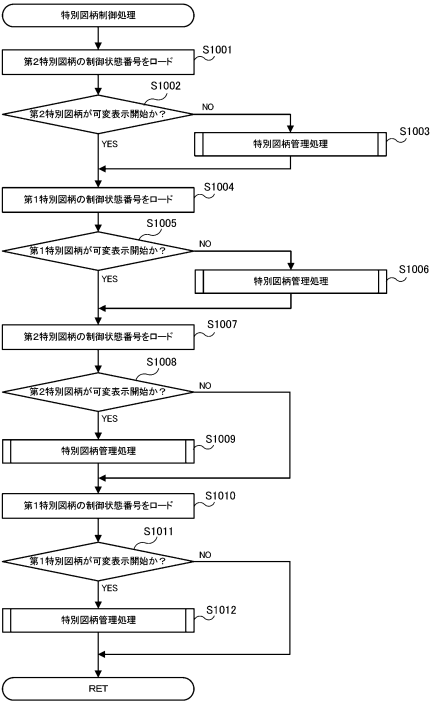 特別図柄制御処理
S1001
第2特別図柄の制御状態番号をロード
S1002
第2特別図柄が可変表示開始か?
NO
S1003
特別図柄管理処理
YES
S1004
第1特別図柄の制御状態番号をロード
S1005
第1特別図柄が可変表示開始か?
NO
S1006
特別図柄管理処理
YES
S1007
第2特別図柄の制御状態番号をロード
S1008
第2特別図柄が可変表示開始か?
NO
YES
S1009
特別図柄管理処理
S1010
第1特別図柄の制御状態番号をロード
S1011
第1特別図柄が可変表示開始か?
NO
YES
S1012
特別図柄管理処理
RET